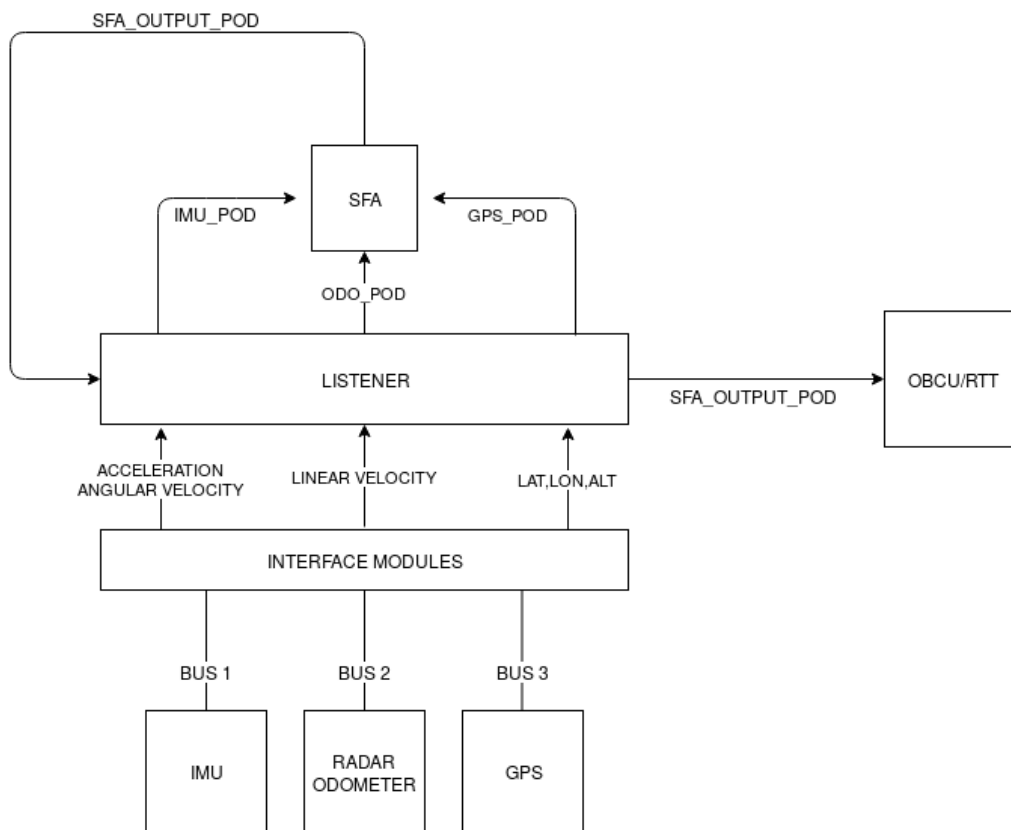 SFA_OUTPUT_POD
SFA
IMU_POD
GPS_POD
ODO_POD
LISTENER
OBCU/RTT
SFA_OUTPUT_POD
ACCELERATION
ANGULAR VELOCITY
LINEAR VELOCITY
LAT,LON,ALT
INTERFACE MODULES
BUS 1
BUS 2
BUS 3
IMU
RADAR
ODOMETER
GPS